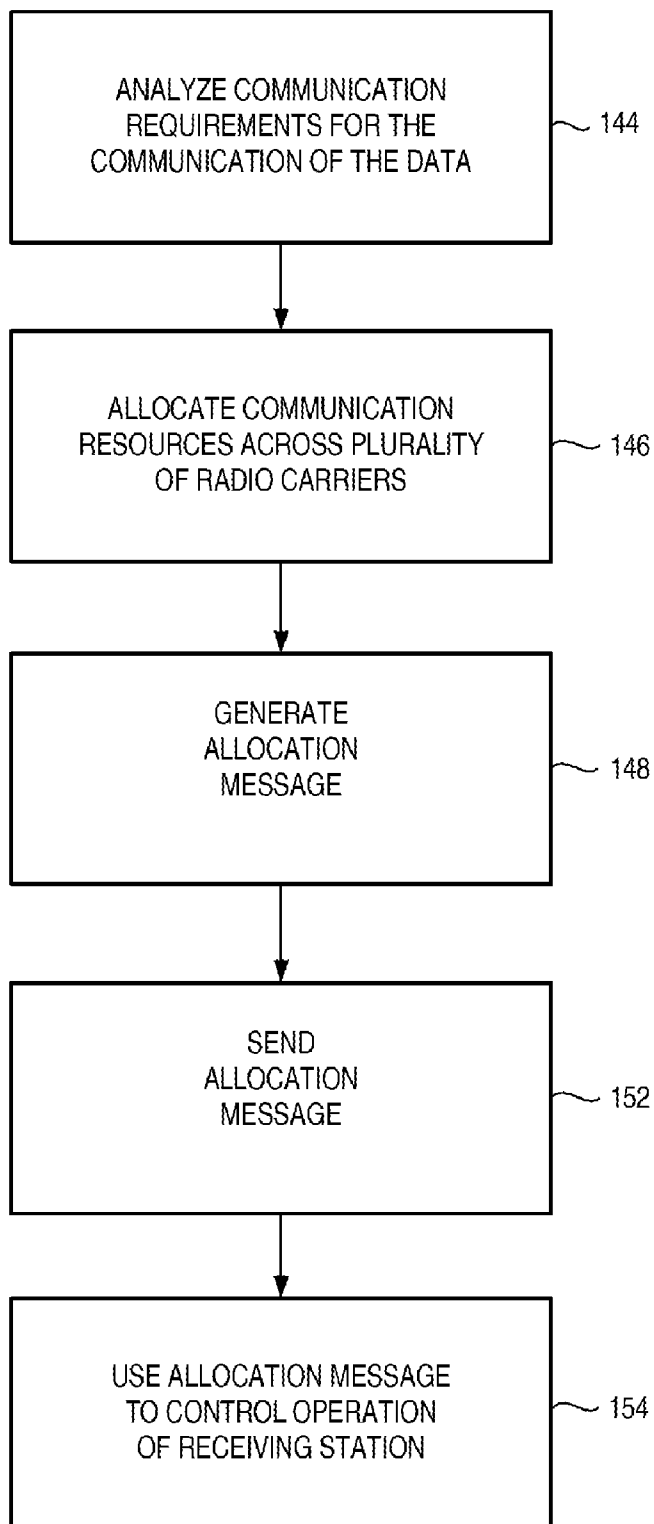 ANALYZE COMMUNICATION
REQUIREMENTS FOR THE
COMMUNICATION OF THE DATA
144
ALLOCATE COMMUNICATION
RESOURCES ACROSS PLURALITY
OF RADIO CARRIERS
146
GENERATE
ALLOCATION
MESSAGE
148
SEND
ALLOCATION
MESSAGE
152
USE ALLOCATION MESSAGE
TO CONTROL OPERATION
OF RECEIVING STATION
154